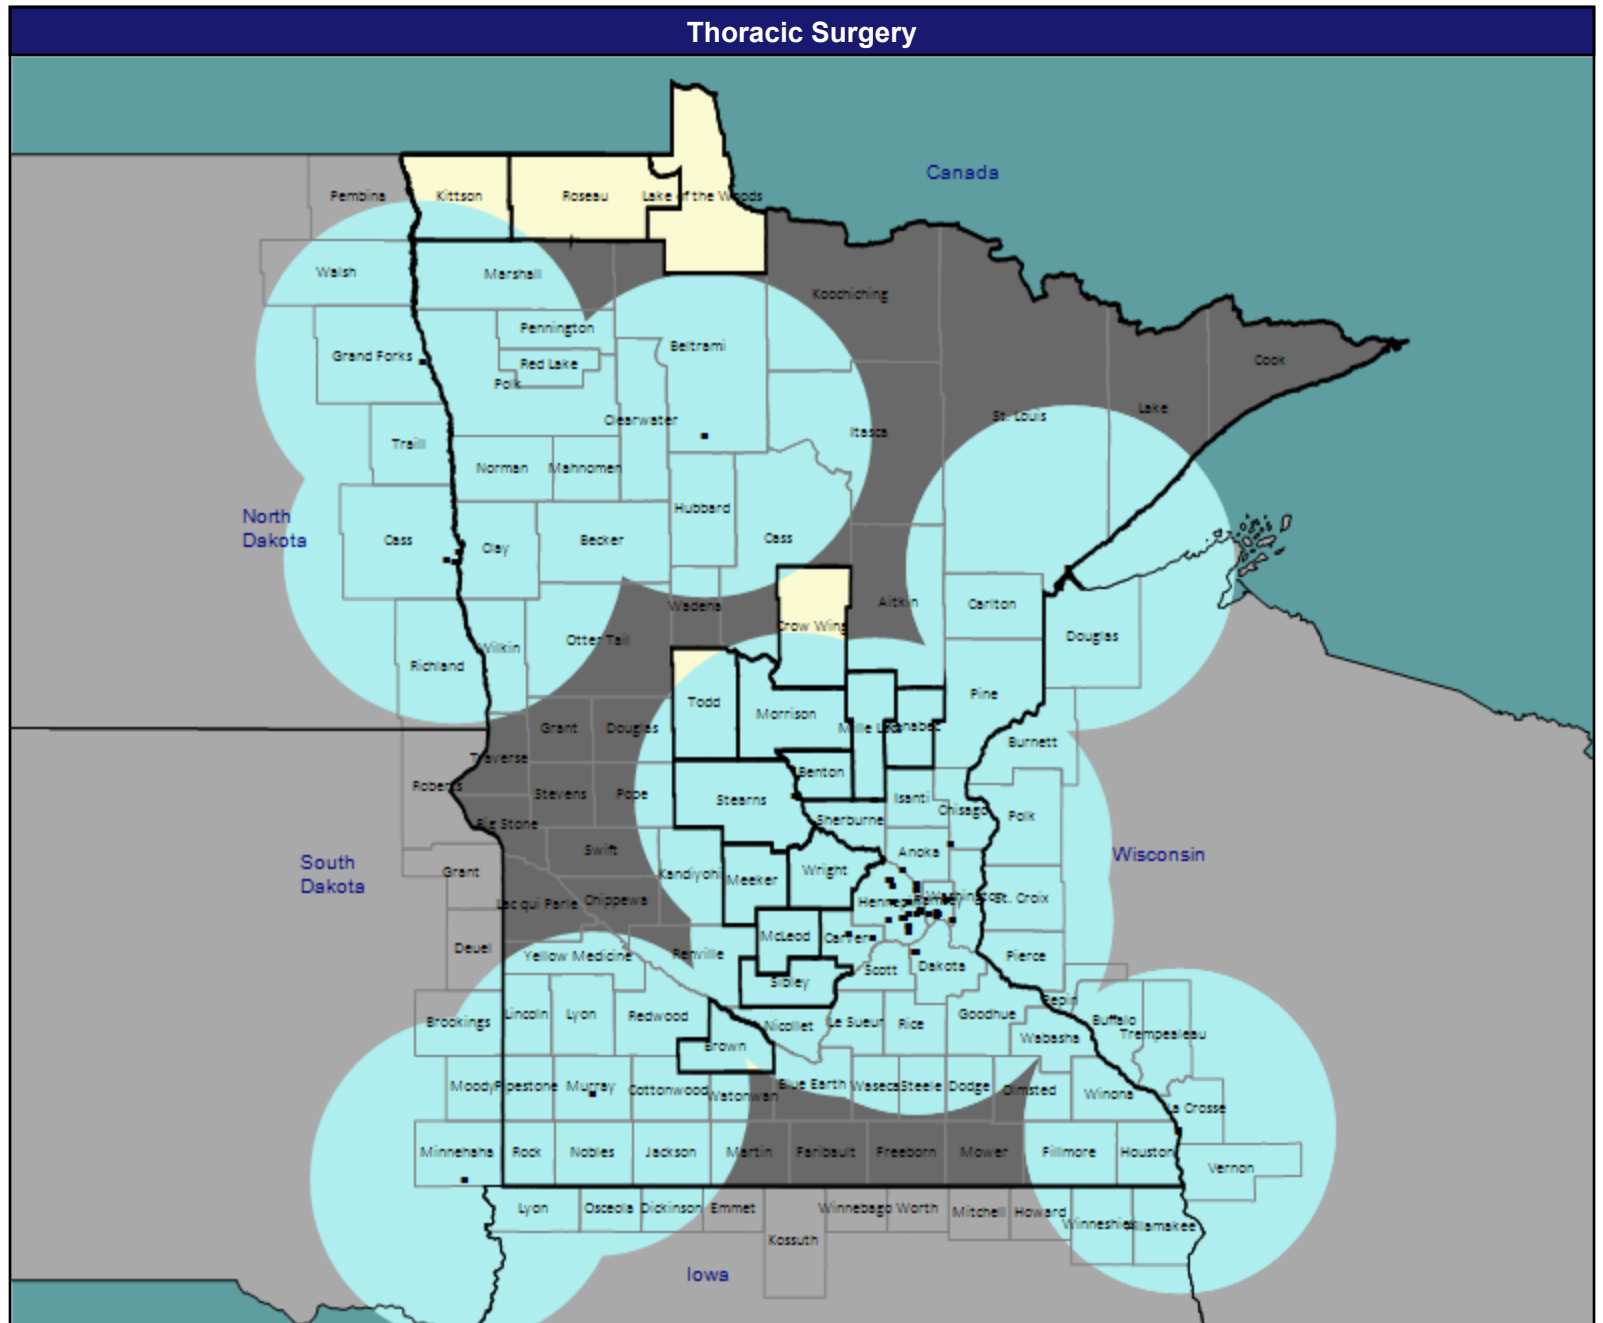 Thoracic Surgery
Canada
Pembina
Kittson
Roseau
Lake of the Woods
Walsh
Marshall
Koochiching
Pennington
Grand Forks
Red Lake
Beltrami
Polk
Cook
Lake
St. Louis
Clearwater
Itasca
Traill
Norman
Mahnomen
Hubbard
North
Dakota
Cass
Clay
Becker
Cass
Wadena
Aitkin
Carlton
Crow Wing
Douglas
Otter Tail
Wilkin
Richland
Todd
Morrison
Pine
Grant
Douglas
Mille Lacs
Kanabec
Burnett
Traverse
Roberts
Stevens
Pope
Benton
Stearns
Isanti
Chisago
Polk
Big Stone
Sherburne
Swift
Anoka
Wisconsin
South
Dakota
Grant
Kandiyohi
Meeker
Wright
Lac qui Parle
Chippewa
Hennepin
Ramsey
Washington
St. Croix
McLeod
Carver
Deuel
Yellow Medicine
Renville
Scott
Dakota
Pierce
Sibley
Pepin
Brookings
Lincoln
Lyon
Redwood
Nicollet
Le Sueur
Rice
Goodhue
Buffalo
Trempealeau
Brown
Wabasha
Moody
Pipestone
Murray
Cottonwood
Watonwan
Blue Earth
Waseca
Steele
Dodge
Olmsted
Winona
La Crosse
Minnehaha
Rock
Nobles
Jackson
Martin
Faribault
Freeborn
Mower
Fillmore
Houston
Vernon
Lyon
Osceola
Dickinson
Emmet
Winnebago
Worth
Mitchell
Howard
Winneshiek
Allamakee
Kossuth
Iowa